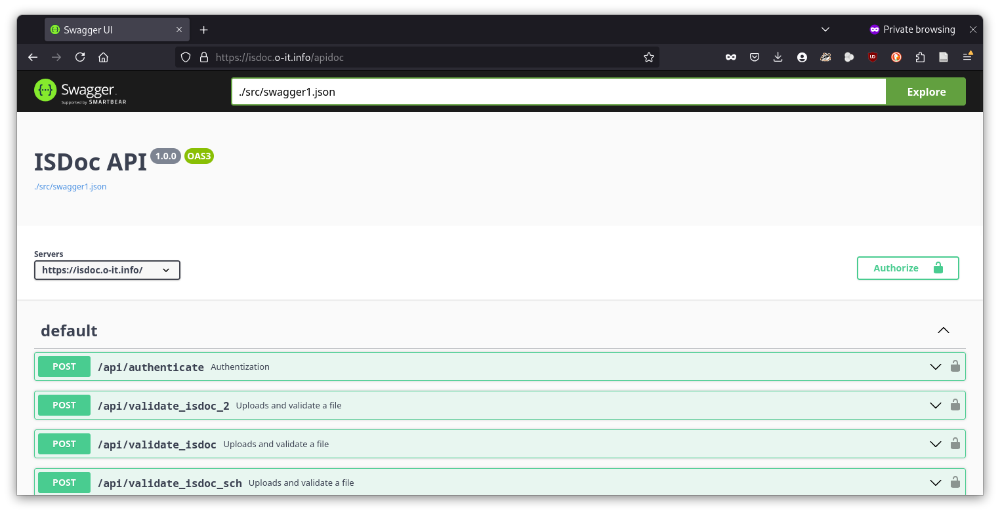 Swagger UI
Private browsing
https://isdoc.o-it.info/apidoc
Swagger
Supported by SMARTBEAR
./src/swagger1.json
Explore
ISDoc API 1.0.0 OAS3
./src/swagger1.json
Servers
https://isdoc.o-it.info/
Authorize
default
POST /api/authenticate Authentization
POST /api/validate_isdoc_2 Uploads and validate a file
POST /api/validate_isdoc Uploads and validate a file
POST /api/validate_isdoc_sch Uploads and validate a file